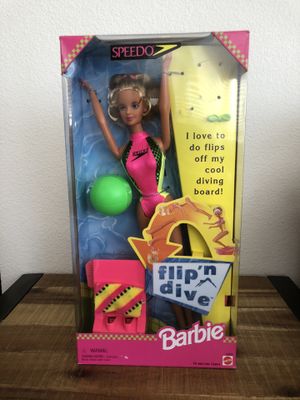 SPEEDO
I love to
do flips
off my
cool
diving
board!
flip'n
dive
Barbie
WARNING:
MATTEL